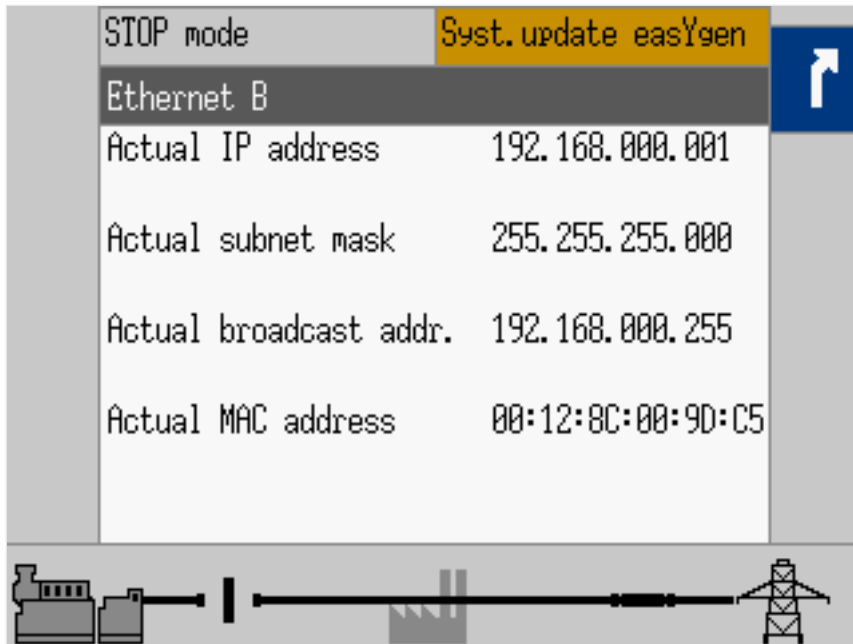 STOP mode Syst.update easYgen
Ethernet B
Actual IP address 192.168.000.001
Actual subnet mask 255.255.255.000
Actual broadcast addr. 192.168.000.255
Actual MAC address 00:12:8C:00:9D:C5